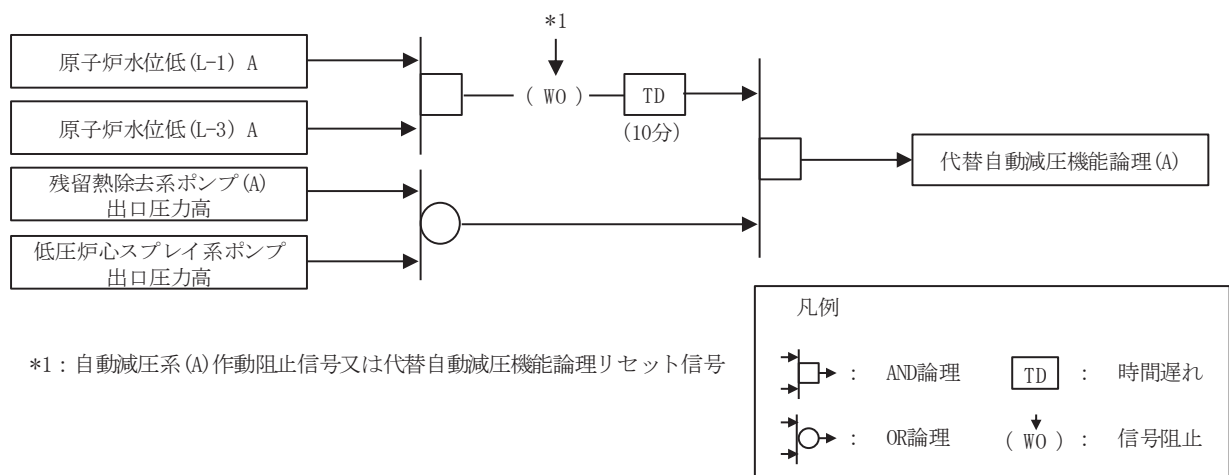 *1
原子炉水位低(L-1) A
( WO )
TD
(10分)
原子炉水位低(L-3) A
代替自動減圧機能論理(A)
残留熱除去系ポンプ(A)
出口圧力高
低圧炉心スプレイ系ポンプ
出口圧力高
*1：自動減圧系(A)作動阻止信号又は代替自動減圧機能論理リセット信号
凡例
： AND論理
TD ： 時間遅れ
： OR論理
( WO ) ： 信号阻止